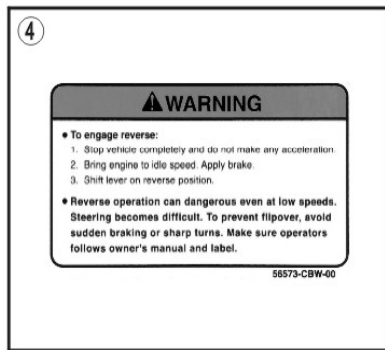 4
WARNING
• To engage reverse:
1. Stop vehicle completely and do not make any acceleration.
2. Bring engine to idle speed. Apply brake.
3. Shift lever on reverse position.
• Reverse operation can dangerous even at low speeds.
Steering becomes difficult. To prevent flipover, avoid
sudden braking or sharp turns. Make sure operators
follows owner's manual and label.
56573-CBW-00